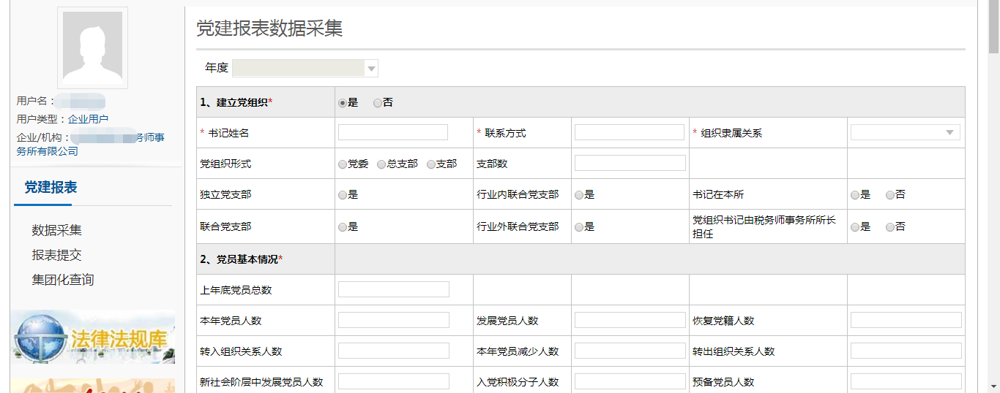 党建报表数据采集
年度
用户名：
用户类型：企业用户
企业/机构：
务师事
务所有限公司
党建报表
数据采集
报表提交
集团化查询
法律法规库
1、建立党组织* 是 否
* 书记姓名 * 联系方式 * 组织隶属关系
党组织形式 党委 总支部 支部 支部数
独立党支部 是 行业内联合党支部 是 书记在本所 是 否
联合党支部 是 行业外联合党支部 是 党组织书记由税务师事务所所长
担任 是 否
2、党员基本情况*
上年底党员总数
本年党员人数 发展党员人数 恢复党籍人数
转入组织关系人数 本年党员减少人数 转出组织关系人数
新社会阶层中发展党员人数 入党积极分子人数 预备党员人数